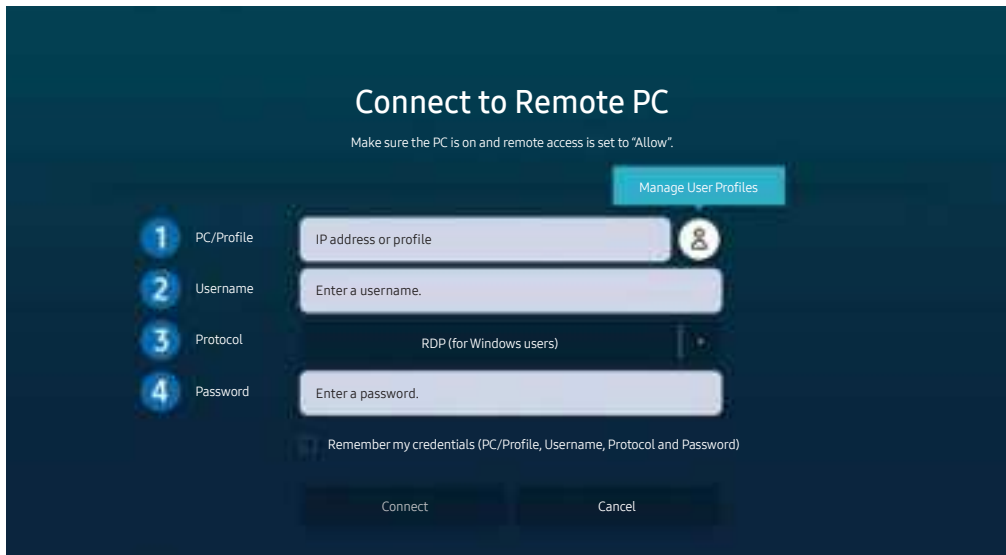 Connect to Remote PC
Make sure the PC is on and remote access is set to “Allow”.
Manage User Profiles
1 PC/Profile IP address or profile
2 Username Enter a username.
3 Protocol RDP (for Windows users)
4 Password Enter a password.
Remember my credentials (PC/Profile, Username, Protocol and Password)
Connect Cancel